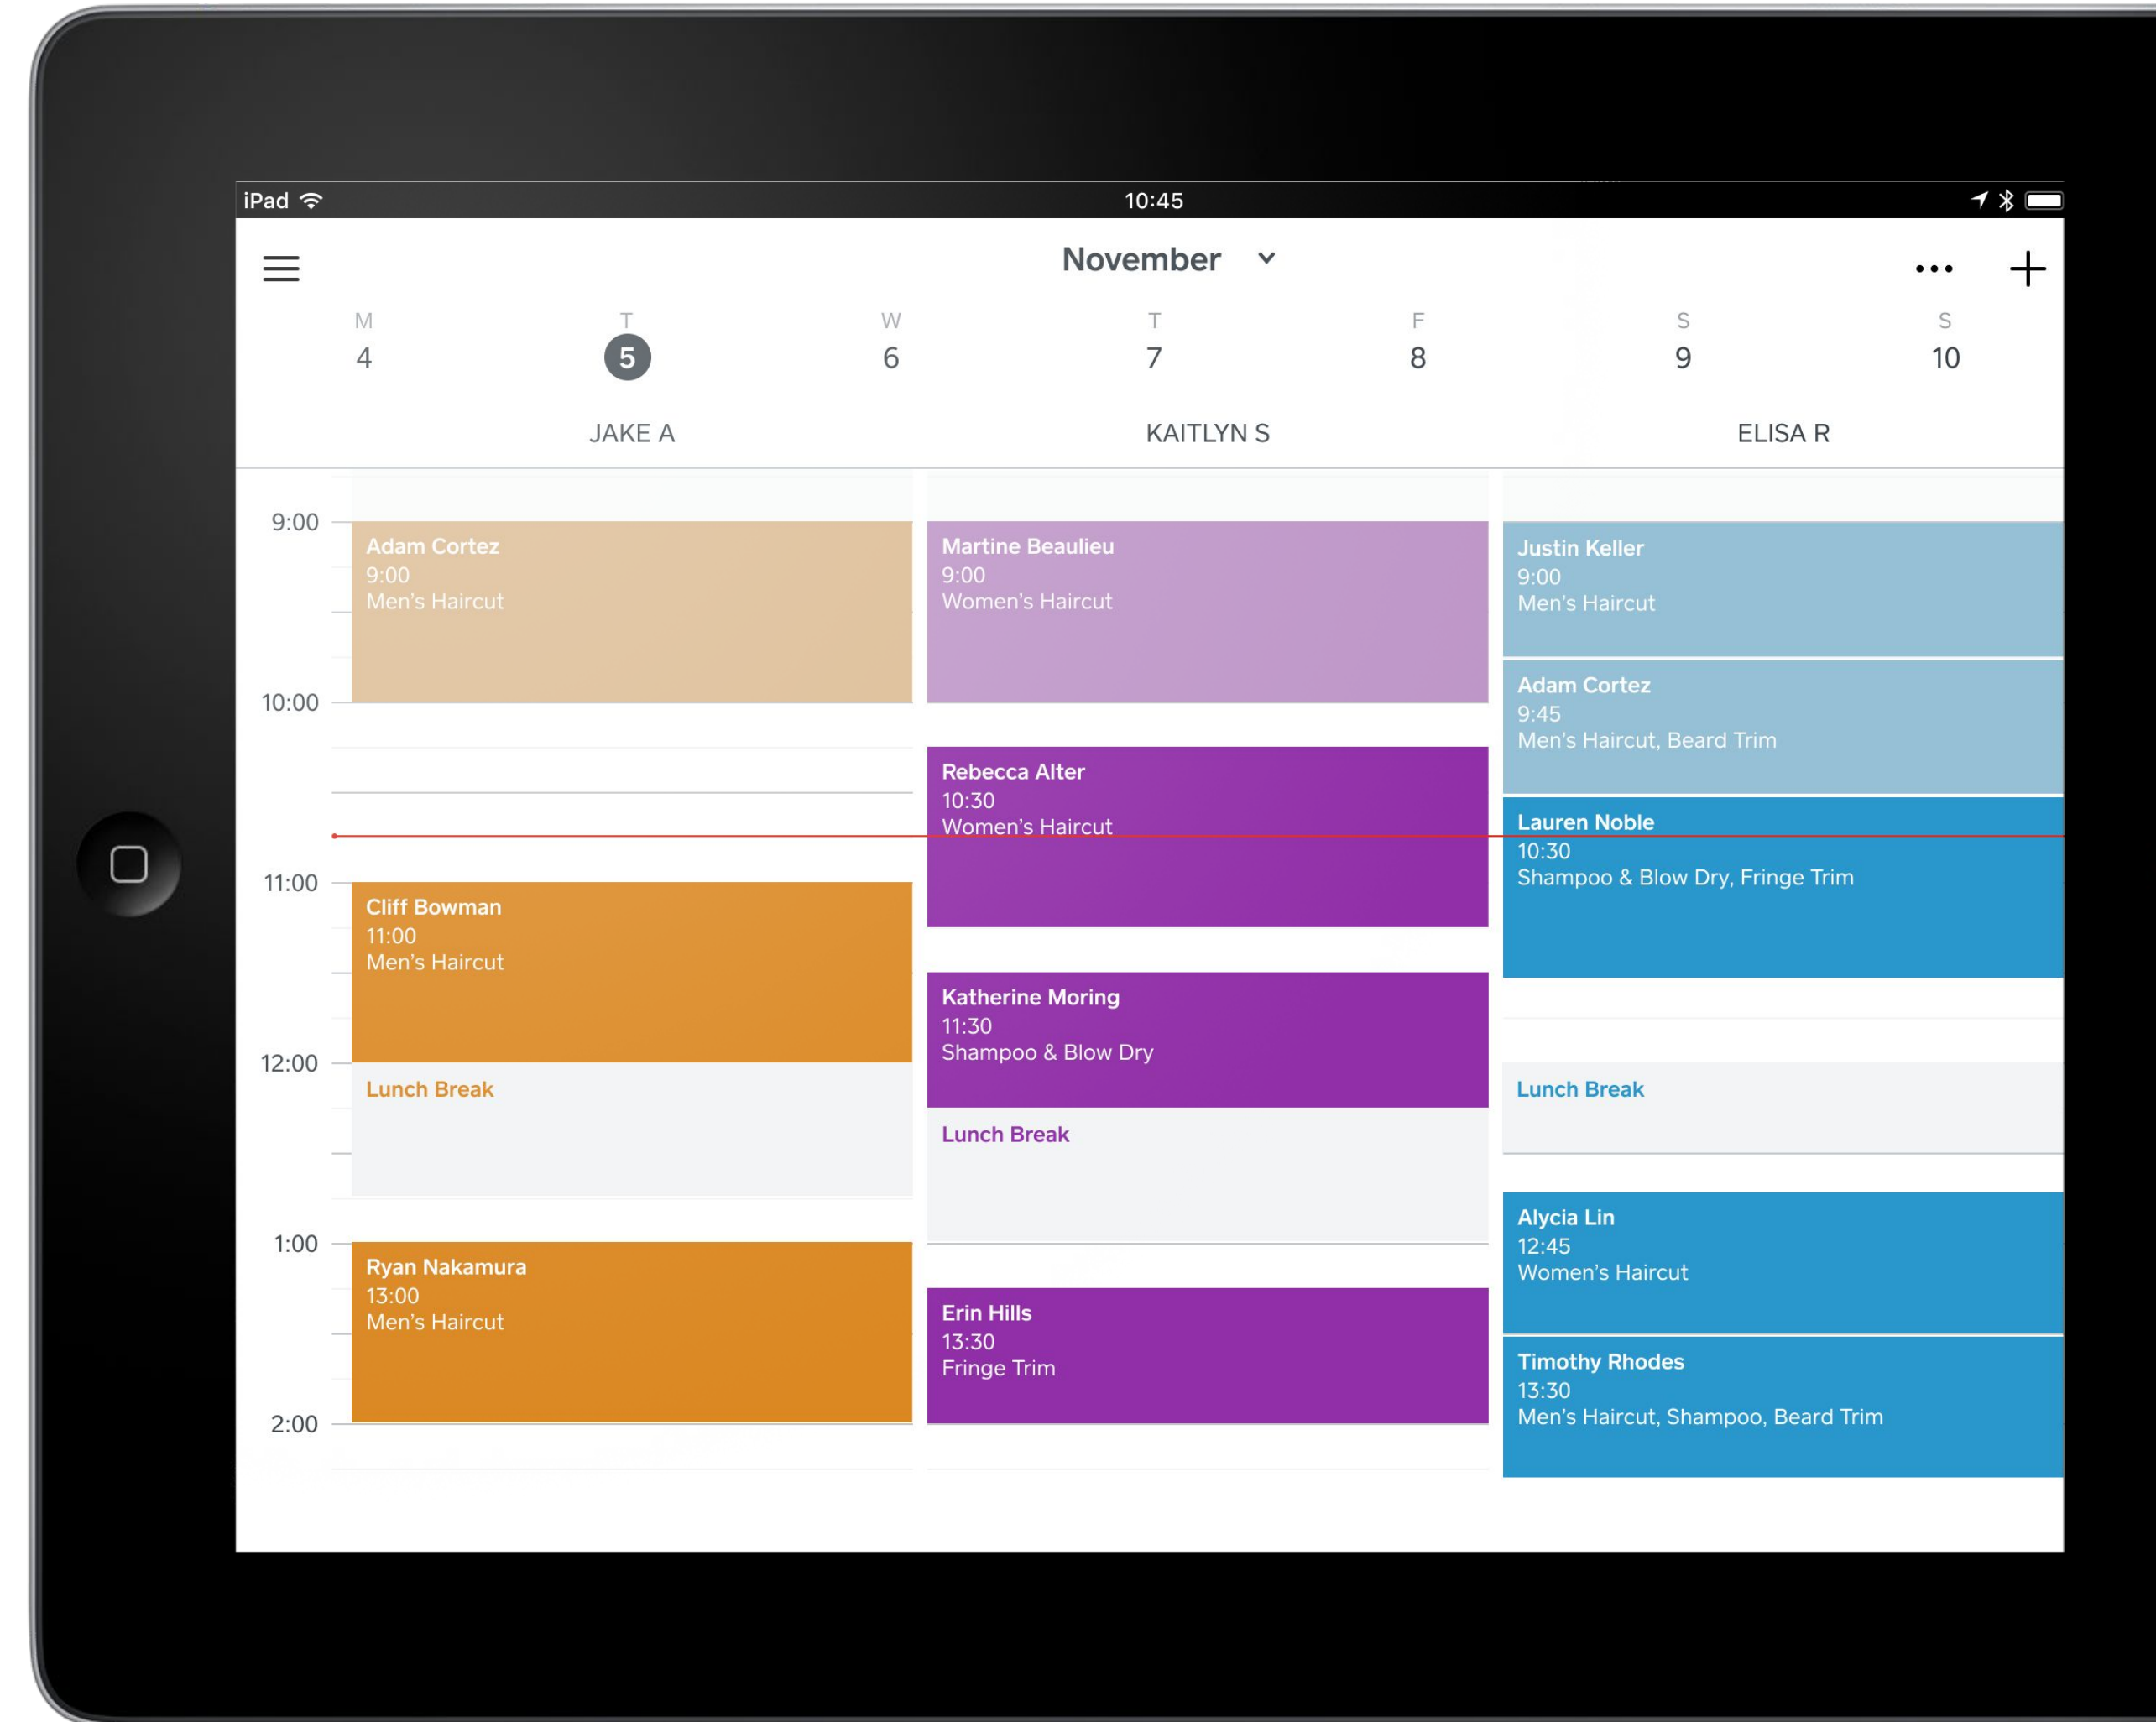 iPad
10:45
November
M
T
W
T
F
S
S
4
5
6
7
8
9
10
JAKE A
KAITLYN S
ELISA R
9:00
10:00
11:00
12:00
1:00
2:00
Adam Cortez
9:00
Men's Haircut
Cliff Bowman
11:00
Men's Haircut
Lunch Break
Ryan Nakamura
13:00
Men's Haircut
Martine Beaulieu
9:00
Women's Haircut
Rebecca Alter
10:30
Women's Haircut
Katherine Moring
11:30
Shampoo & Blow Dry
Lunch Break
Erin Hills
13:30
Fringe Trim
Justin Keller
9:00
Men's Haircut
Adam Cortez
9:45
Men's Haircut, Beard Trim
Lauren Noble
10:30
Shampoo & Blow Dry, Fringe Trim
Lunch Break
Alycia Lin
12:45
Women's Haircut
Timothy Rhodes
13:30
Men's Haircut, Shampoo, Beard Trim